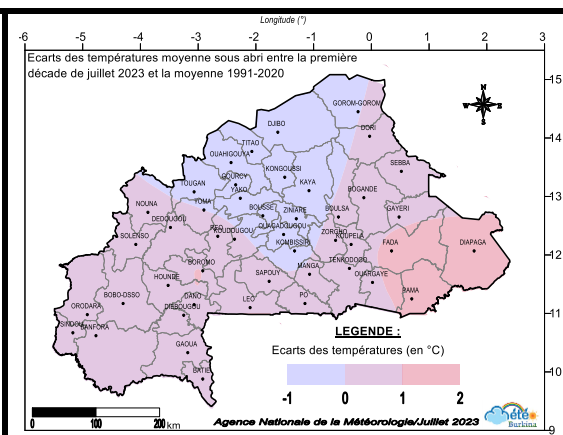 Longitude (°)
-6 -5 -4 -3 -2 -1 0 1 2 3
Ecarts des températures moyenne sous abri entre la première
décade de juillet 2023 et la moyenne 1991-2020
15
14
13
12
11
10
9
N
W E
S
GOROM-GOROM
DJIBO
DORI
TITAO
OUAHIGOUYA
SEBBA
KONGOUSSI
GOURCY
TOUGAN
KAYA
YAKO
BOGANDE
NOUNA
YOMA
BOUSSE
ZINIARE
BOULSA
GAYERI
DEDOUGOU
OUAGADOUGOU
REO
KOUDOUGOU
ZORGHO
SOLENSO
KOMBISSIRI
KOUPELA
FADA
DIAPAGA
BOROMO
MANGA
TENKODOGO
HOUNDE
SAPOUY
OUARGAYE
BOBO-DIOULASSO
DANO
LEO
PO
PAMA
ORODARA
DIEBOUGOU
SINDOU
BANFORA
GAOUA
BATIE
LEGENDE :
Ecarts des températures (en °C)
-1 0 1 2
0 100 200 km
Agence Nationale de la Météorologie/Juillet 2023
Météo
Burkina